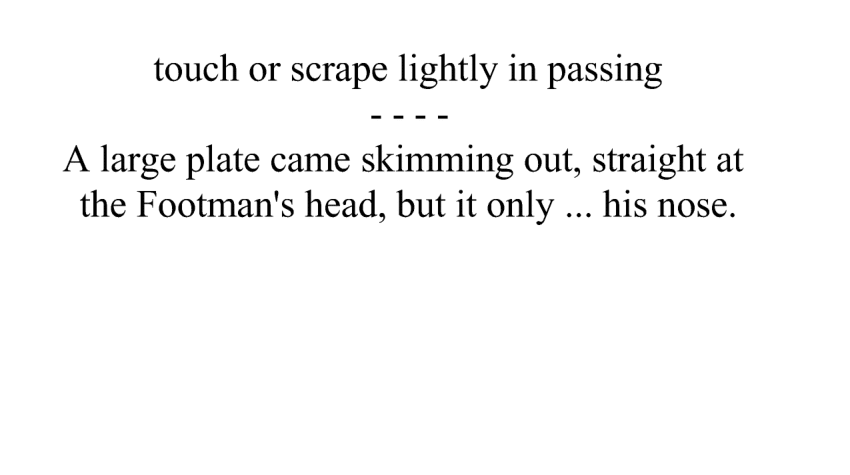 touch or scrape lightly in passing
- - - -
A large plate came skimming out, straight at
the Footman's head, but it only ... his nose.